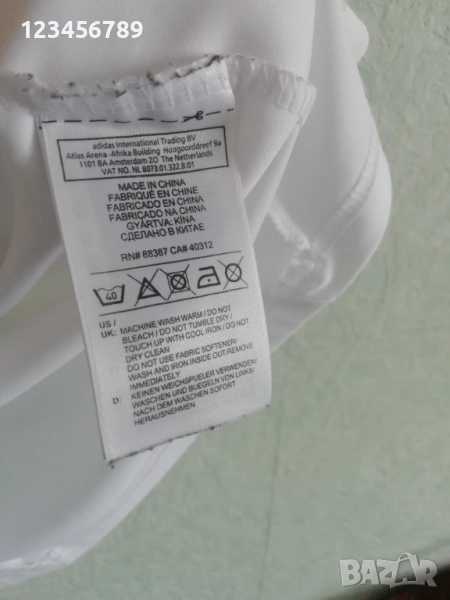 123456789
adidas International Trading BV
Atlas Arena -Afrika Building Hoogoorddreef 9a
1101 BA Amsterdam ZO The Netherlands
VAT NO. NL 8073.01.322.B.01
MADE IN CHINA
FABRIQUÉ EN CHINE
FABRICADO EN CHINA
FABRICADO NA CHINA
GYÁRTVA: KÍNA
СДЕЛАНО В КИТАЕ
RN# 88387 CA# 40312
40
US /
UK: MACHINE WASH WARM / DO NOT
BLEACH / DO NOT TUMBLE DRY /
TOUCH UP WITH COOL IRON / DO NOT
DRY CLEAN
DO NOT USE FABRIC SOFTENER/
WASH AND IRON INSIDE OUT/REMOVE
IMMEDIATELY
D: KEINEN WEICHSPUELER VERWENDEN/
WASCHEN UND BUEGELN VON LINKS/
NACH DEM WASCHEN SOFORT
HERAUSNEHMEN
BAZAR